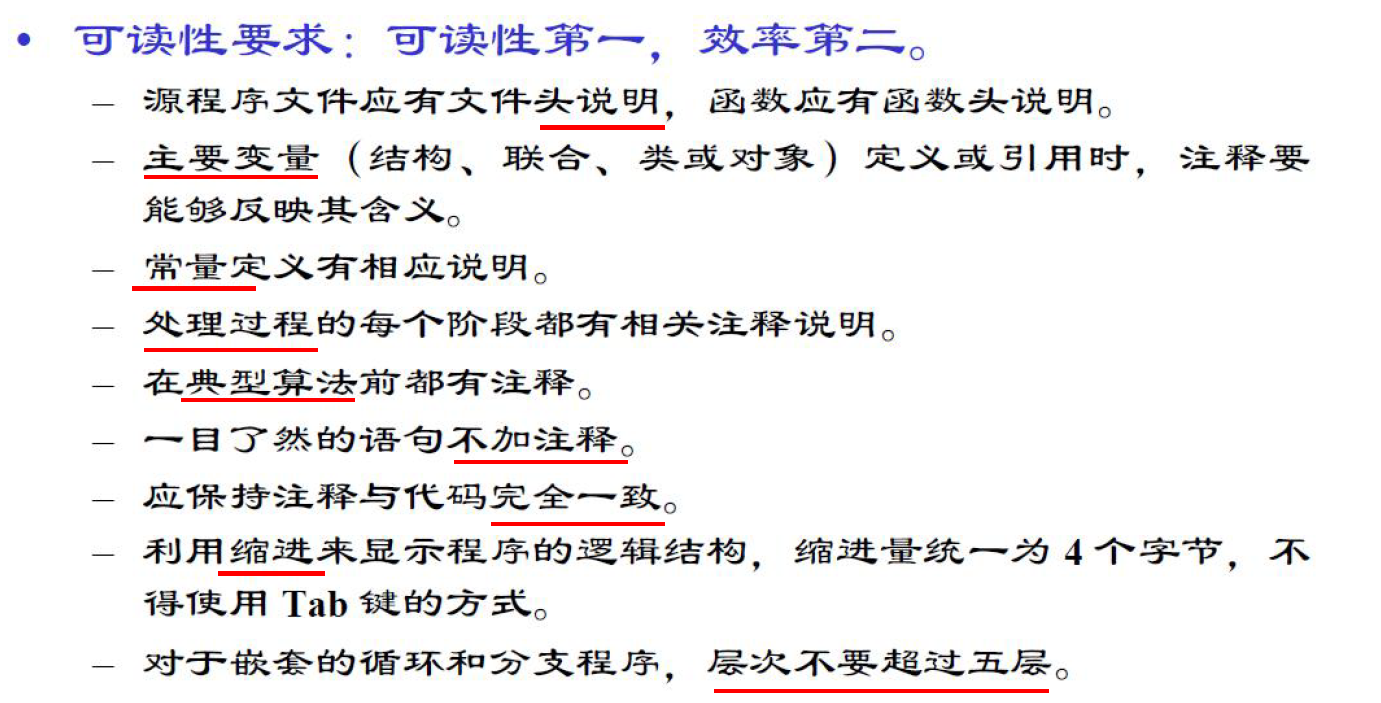 • 可读性要求：可读性第一，效率第二。
– 源程序文件应有文件头说明，函数应有函数头说明。
– 主要变量（结构、联合、类或对象）定义或引用时，注释要
能够反映其含义。
– 常量定义有相应说明。
– 处理过程的每个阶段都有相关注释说明。
– 在典型算法前都有注释。
– 一目了然的语句不加注释。
– 应保持注释与代码完全一致。
– 利用缩进来显示程序的逻辑结构，缩进量统一为 4 个字节，不
得使用 Tab 键的方式。
– 对于嵌套的循环和分支程序，层次不要超过五层。